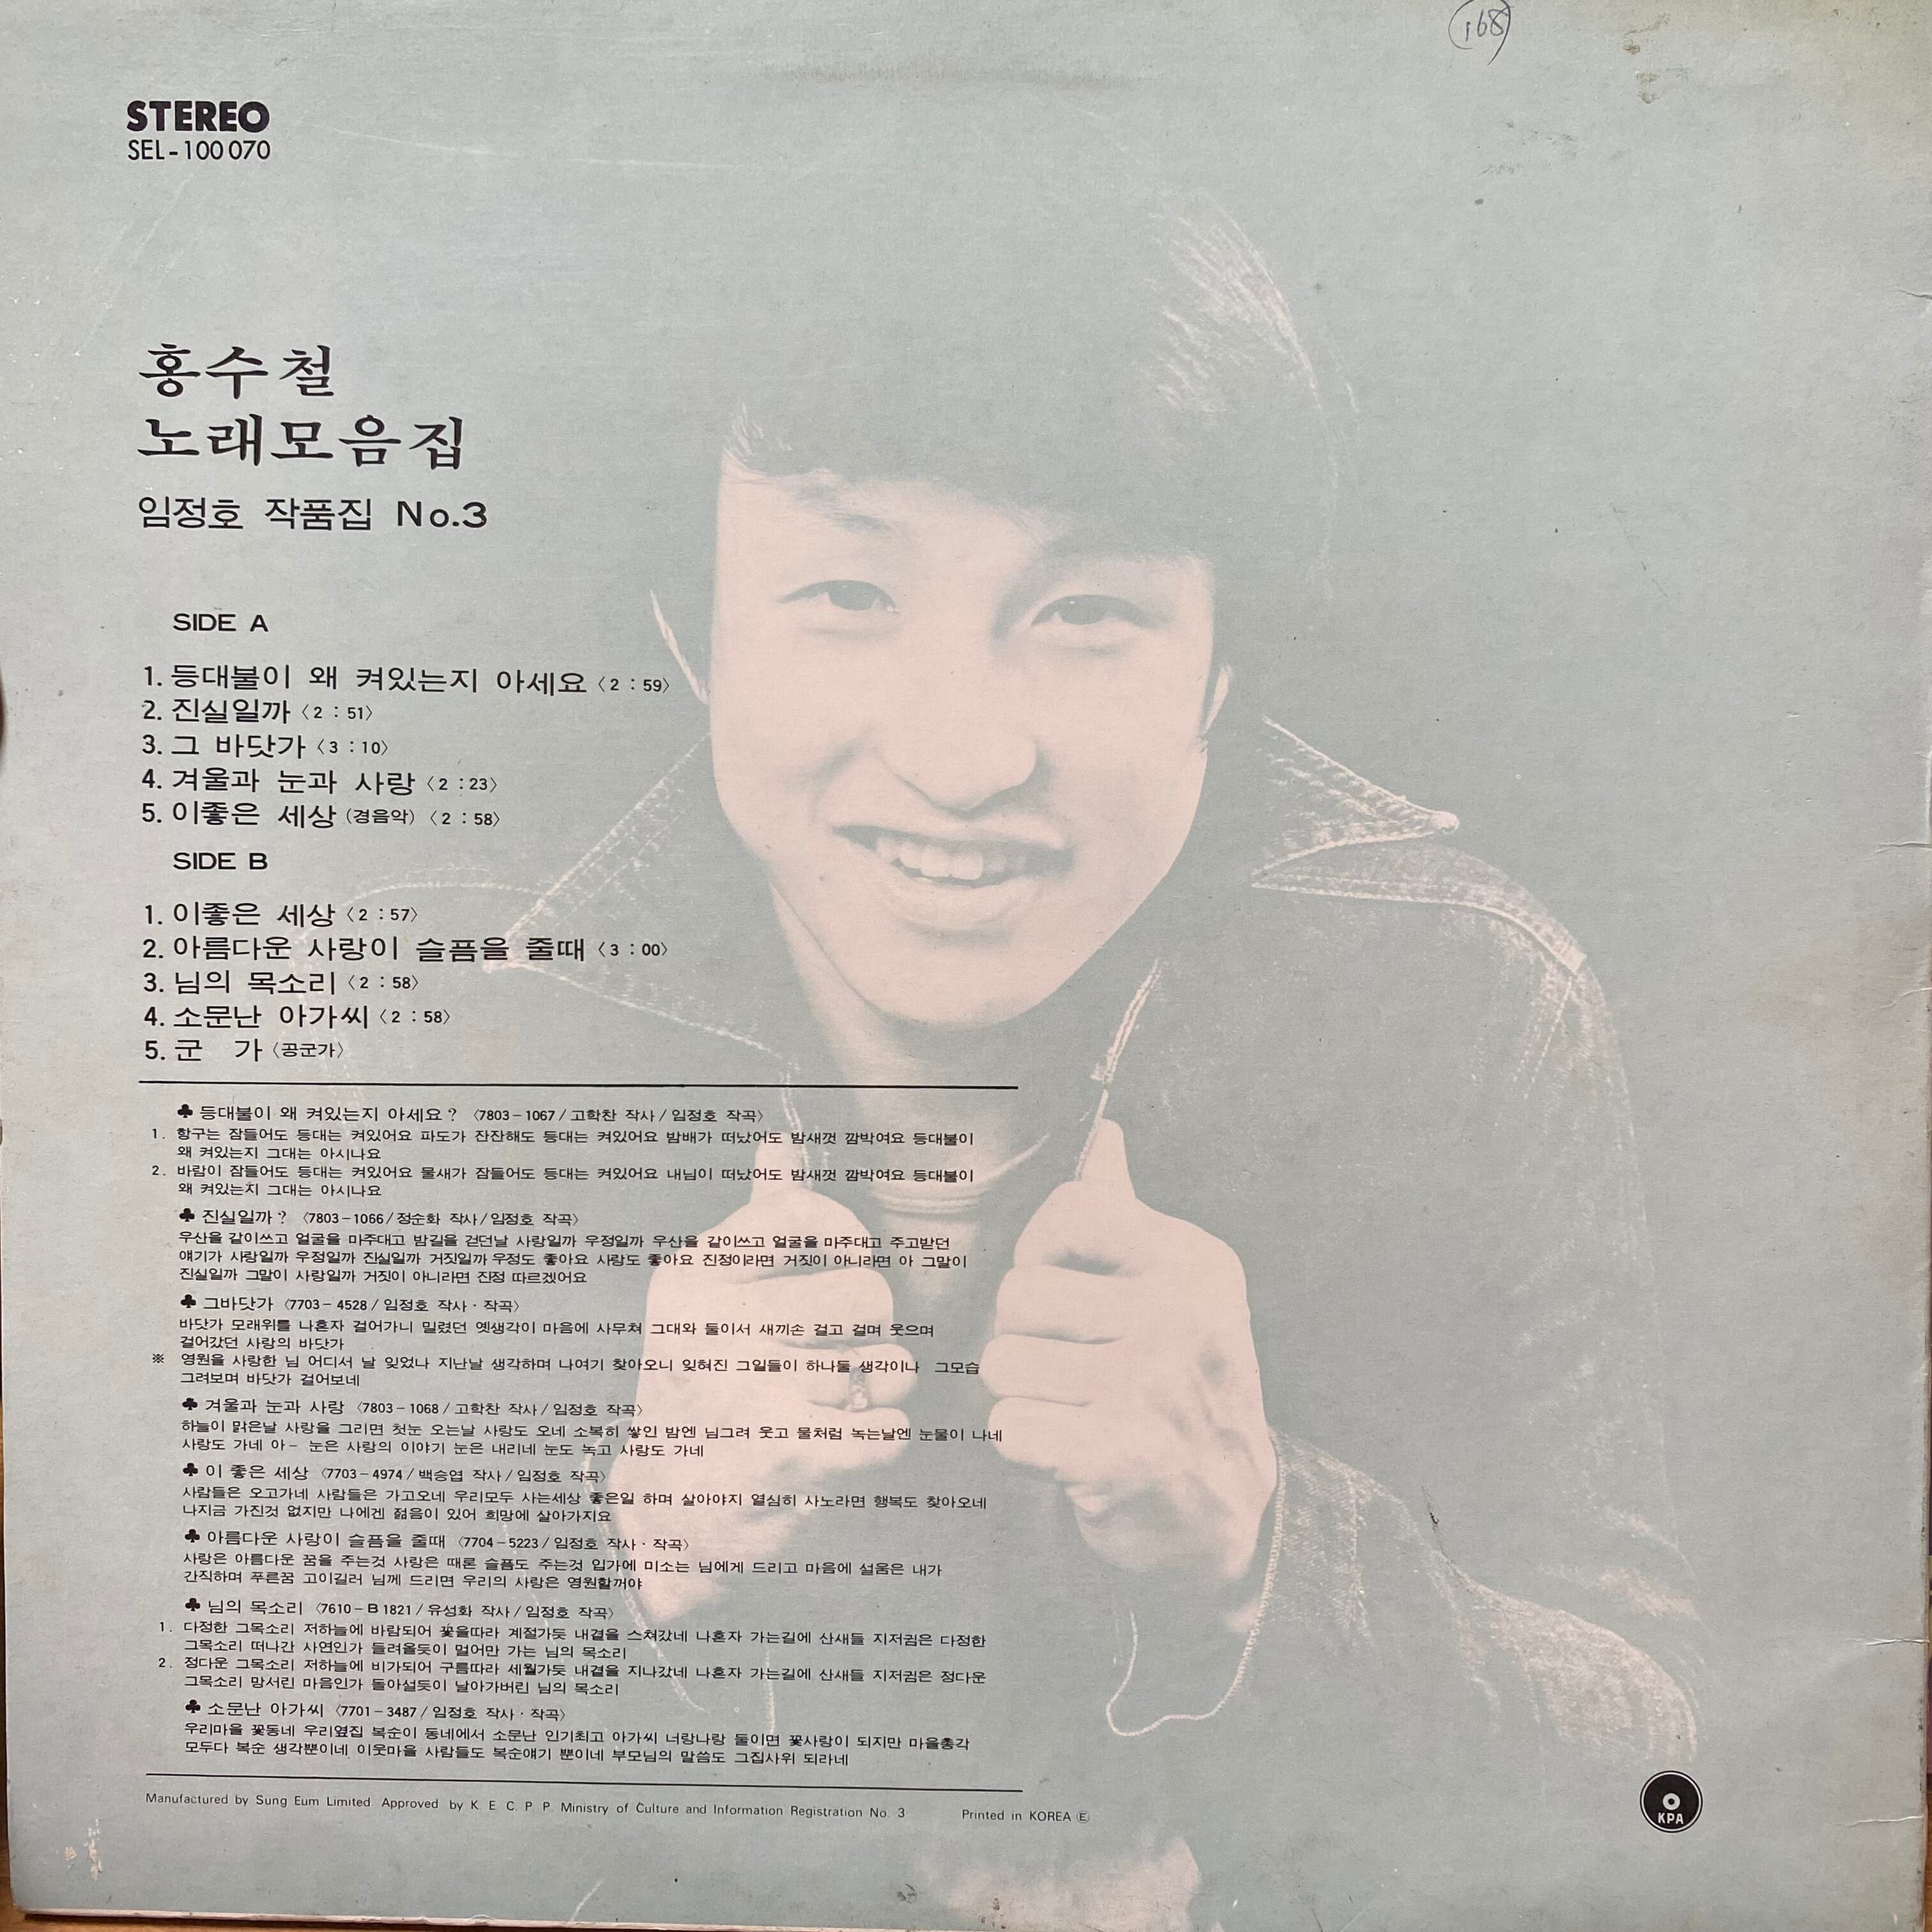 168
STEREO
SEL-100070
홍수철
노래모음집
임정호 작품집 No.3
SIDE A
1. 등대불이 왜 켜있는지 아세요〈2 : 59〉
2. 진실일까〈2 : 51〉
3. 그 바닷가〈3 : 10〉
4. 겨울과 눈과 사랑〈2 : 23〉
5. 이좋은 세상(경음악)〈2 : 58〉
SIDE B
1. 이좋은 세상〈2 : 57〉
2. 아름다운 사랑이 슬픔을 줄때〈3 : 00〉
3. 님의 목소리〈2 : 58〉
4. 소문난 아가씨〈2 : 58〉
5. 군 가〈공군가〉
♣ 등대불이 왜 켜있는지 아세요? 〈7803-1067/고학찬 작사/임정호 작곡〉
1. 항구는 잠들어도 등대는 켜있어요 파도가 잔잔해도 등대는 켜있어요 밤배가 떠났어도 밤새껏 깜박여요 등대불이
왜 켜있는지 그대는 아시나요
2. 바람이 잠들어도 등대는 켜있어요 물새가 잠들어도 등대는 켜있어요 내님이 떠났어도 밤새껏 깜박여요 등대불이
왜 켜있는지 그대는 아시나요
♣ 진실일까? 〈7803-1066/정순화 작사/임정호 작곡〉
우산을 같이쓰고 얼굴을 마주대고 밤길을 걷던날 사랑일까 우정일까 우산을 같이쓰고 얼굴을 마주대고 주고받던
얘기가 사랑일까 우정일까 진실일까 거짓일까 우정도 좋아요 사랑도 좋아요 진정이라면 거짓이 아니라면 아 그말이
진실일까 그말이 사랑일까 거짓이 아니라면 진정 따르겠어요
♣ 그바닷가 〈7703-4528/임정호 작사·작곡〉
바닷가 모래위를 나혼자 걸어가니 밀렸던 옛생각이 마음에 사무쳐 그대와 둘이서 새끼손 걸고 걸며 웃으며
걸어갔던 사랑의 바닷가
※ 영원을 사랑한 님 어디서 날 잊었나 지난날 생각하며 나여기 찾아오니 잊혀진 그일들이 하나둘 생각이나 그모습
그려보며 바닷가 걸어보네
♣ 겨울과 눈과 사랑 〈7803-1068/고학찬 작사/임정호 작곡〉
하늘이 맑은날 사랑을 그리면 첫눈 오는날 사랑도 오네 소복히 쌓인 밤엔 님그려 웃고 물처럼 녹는날엔 눈물이 나네
사랑도 가네 아- 눈은 사랑의 이야기 눈은 내리네 눈도 녹고 사랑도 가네
♣ 이 좋은 세상 〈7703-4974/백승엽 작사/임정호 작곡〉
사람들은 오고가네 사람들은 가고오네 우리모두 사는세상 좋은일 하며 살아야지 열심히 사노라면 행복도 찾아오네
나지금 가진것 없지만 나에겐 젊음이 있어 희망에 살아가지요
♣ 아름다운 사랑이 슬픔을 줄때 〈7704-5223/임정호 작사·작곡〉
사랑은 아름다운 꿈을 주는것 사랑은 때론 슬픔도 주는것 입가에 미소는 님에게 드리고 마음에 설움은 내가
간직하며 푸른꿈 고이길러 님께 드리면 우리의 사랑은 영원할꺼야
♣ 님의 목소리 〈7610-B1821/유성화 작사/임정호 작곡〉
1. 다정한 그목소리 저하늘에 바람되어 꽃을따라 계절가듯 내곁을 스쳐갔네 나혼자 가는길에 산새들 지저귐은 다정한
그목소리 떠나간 사연인가 들려올듯이 멀어만 가는 님의 목소리
2. 정다운 그목소리 저하늘에 비가되어 구름따라 세월가듯 내곁을 지나갔네 나혼자 가는길에 산새들 지저귐은 정다운
그목소리 망서린 마음인가 돌아설듯이 날아가버린 님의 목소리
♣ 소문난 아가씨 〈7701-3487/임정호 작사·작곡〉
우리마을 꽃동네 우리옆집 복순이 동네에서 소문난 인기최고 아가씨 너랑나랑 둘이면 꽃사랑이 되지만 마을총각
모두다 복순 생각뿐이네 이웃마을 사람들도 복순얘기 뿐이네 부모님의 말씀도 그집사위 되라네
Manufactured by Sung Eum Limited. Approved by K. E. C. P. P. Ministry of Culture and Information Registration No. 3 Printed in KOREA Ⓔ
KPA